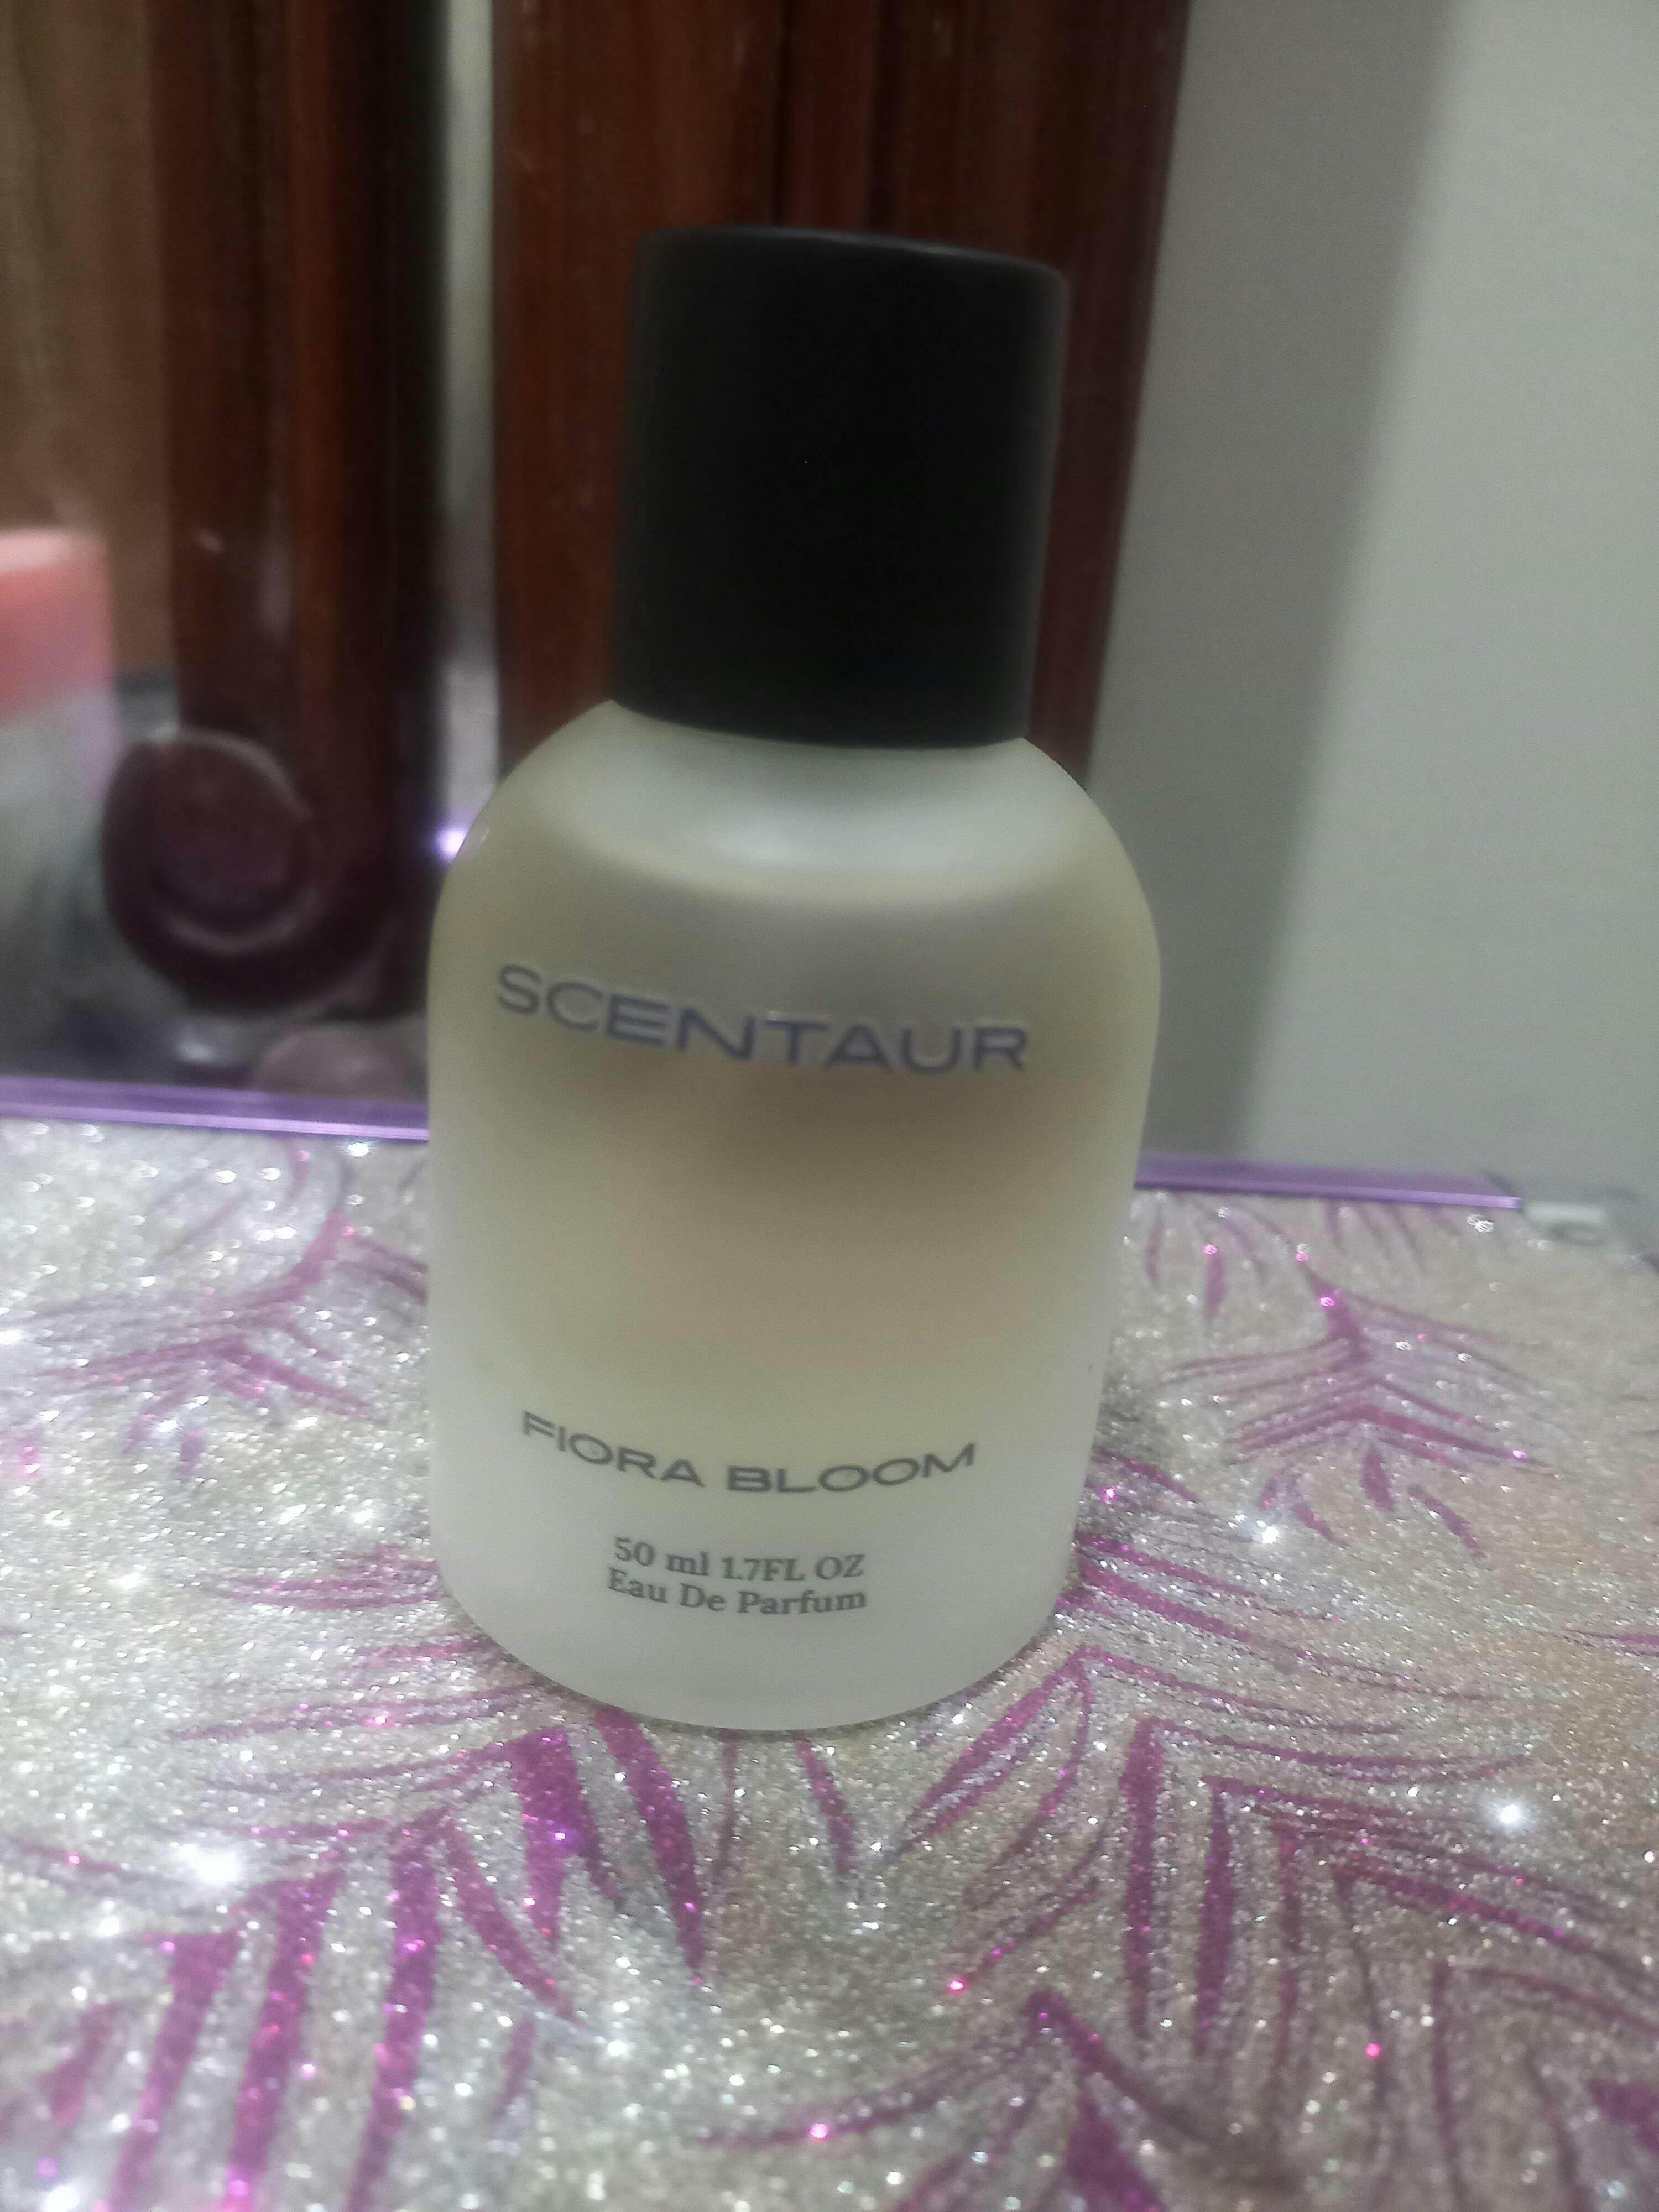 SCENTAUR
FIORA BLOOM
50 ml 1.7FL OZ
Eau De Parfum